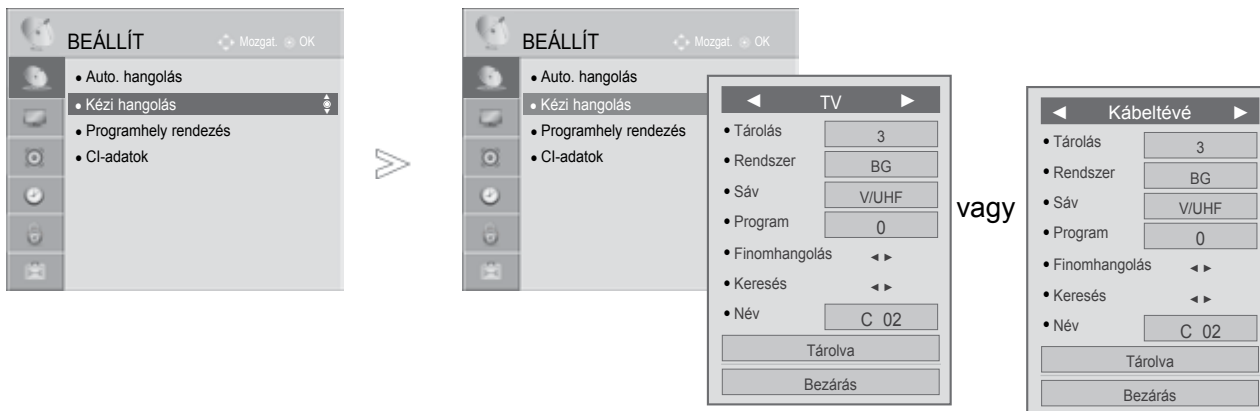 BEÁLLÍT Mozgat. OK
• Auto. hangolás
• Kézi hangolás
• Programhely rendezés
• CI-adatok
BEÁLLÍT Mozgat. OK
• Auto. hangolás
• Kézi hangolás
• Programhely rendezés
• CI-adatok
◄ TV ►
• Tárolás 3
• Rendszer BG
• Sáv V/UHF
• Program 0
• Finomhangolás ◄ ►
• Keresés ◄ ►
• Név C 02
Tárolva
Bezárás
vagy
◄ Kábeltévé ►
• Tárolás 3
• Rendszer BG
• Sáv V/UHF
• Program 0
• Finomhangolás ◄ ►
• Keresés ◄ ►
• Név C 02
Tárolva
Bezárás